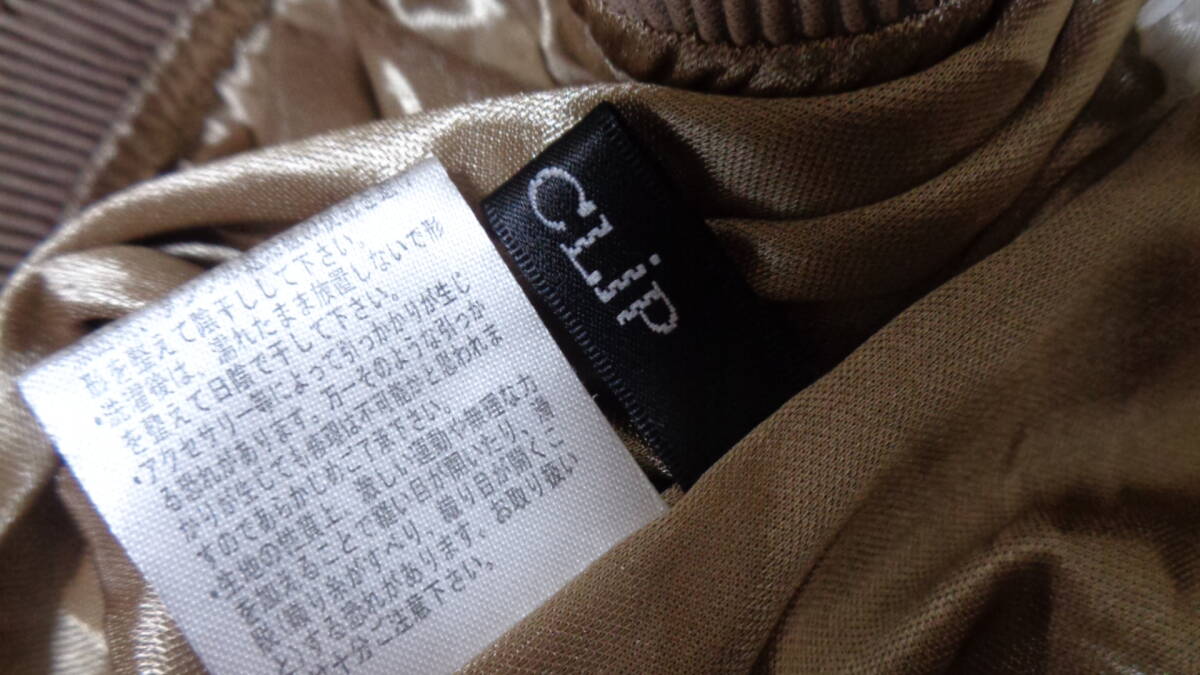 形を整えて陰干しして下さい。
・洗濯後は、濡れたまま放置しないで形
を整えて日陰で干して下さい。
・アクセサリー等によって引っかかりが生じ
る恐れがあります。万一そのような引っか
かりが生じても修理は不可能かと思われま
すのであらかじめご了承下さい。
・生地の性質上、激しい運動や無理な力
を加えることで縫い目が開いたり、滑
脱(織り糸がすべり、織り目が開くこ
と)する恐れがあります。お取り扱い
には十分ご注意下さい。
CLiP